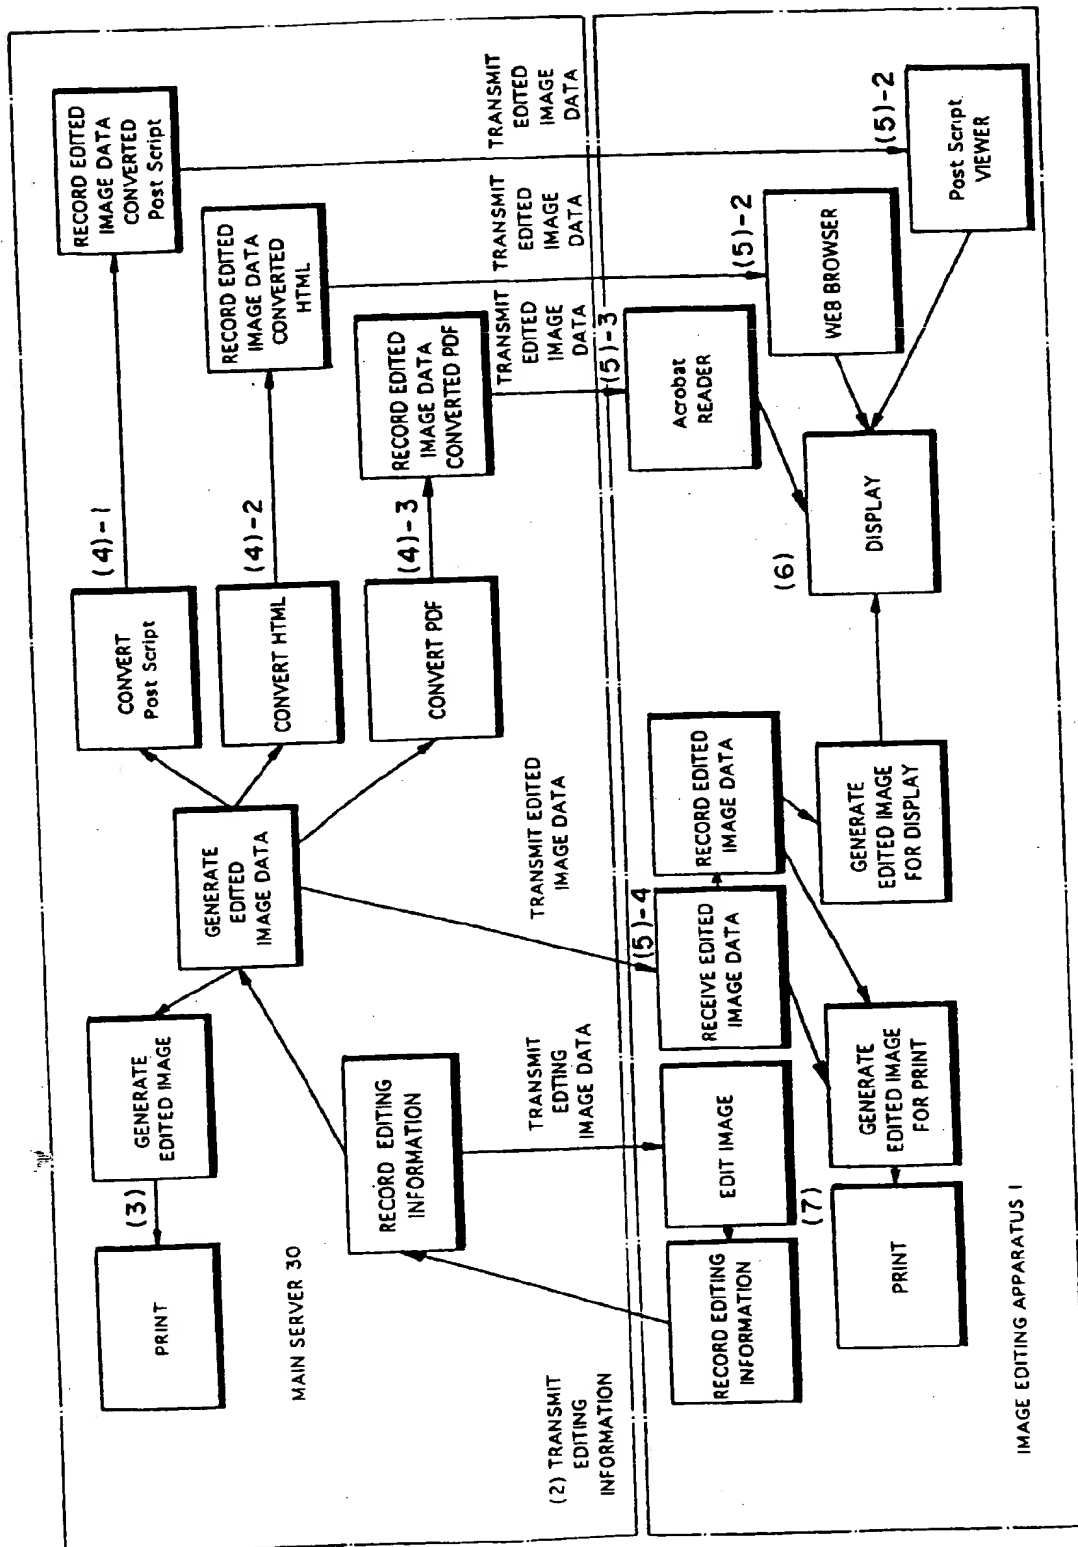 PRINT
(3)
GENERATE
EDITED IMAGE
GENERATE
EDITED
IMAGE DATA
CONVERT
Post Script
(4)-1
RECORD EDITED
IMAGE DATA
CONVERTED
Post Script
CONVERT HTML
(4)-2
RECORD EDITED
IMAGE DATA
CONVERTED
HTML
CONVERT PDF
(4)-3
RECORD EDITED
IMAGE DATA
CONVERTED PDF
MAIN SERVER 30
RECORD EDITING
INFORMATION
(2) TRANSMIT
EDITING
INFORMATION
TRANSMIT
EDTING
IMAGE DATA
TRANSMIT EDITED
IMAGE DATA
TRANSMIT
EDITED
IMAGE
DATA
TRANSMIT
EDITED
IMAGE
DATA
TRANSMIT
EDITED
IMAGE
DATA
RECORD EDITING
INFORMATION
EDIT IMAGE
(5)-4
RECEIVE EDITED
IMAGE DATA
RECORD EDITED
IMAGE DATA
(5)-3
Acrobat
READER
(5)-2
WEB BROWSER
(5)-2
Post Script
VIEWER
(7)
PRINT
GENERATE
EDITED IMAGE
FOR PRINT
GENERATE
EDITED IMAGE
FOR DISPLAY
(6)
DISPLAY
IMAGE EDITING APPARATUS 1